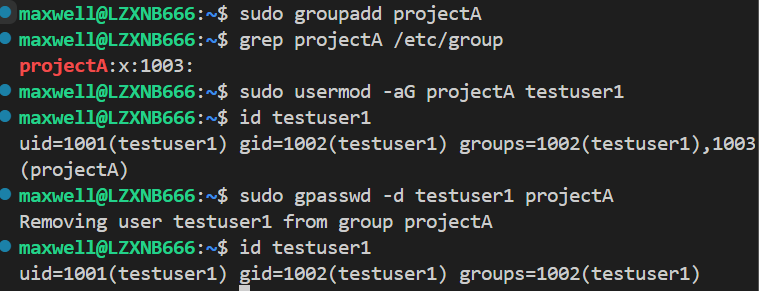 maxwell@LZXNB666:~$ sudo groupadd projectA
maxwell@LZXNB666:~$ grep projectA /etc/group
projectA:x:1003:
maxwell@LZXNB666:~$ sudo usermod -aG projectA testuser1
maxwell@LZXNB666:~$ id testuser1
uid=1001(testuser1) gid=1002(testuser1) groups=1002(testuser1),1003
(projectA)
maxwell@LZXNB666:~$ sudo gpasswd -d testuser1 projectA
Removing user testuser1 from group projectA
maxwell@LZXNB666:~$ id testuser1
uid=1001(testuser1) gid=1002(testuser1) groups=1002(testuser1)